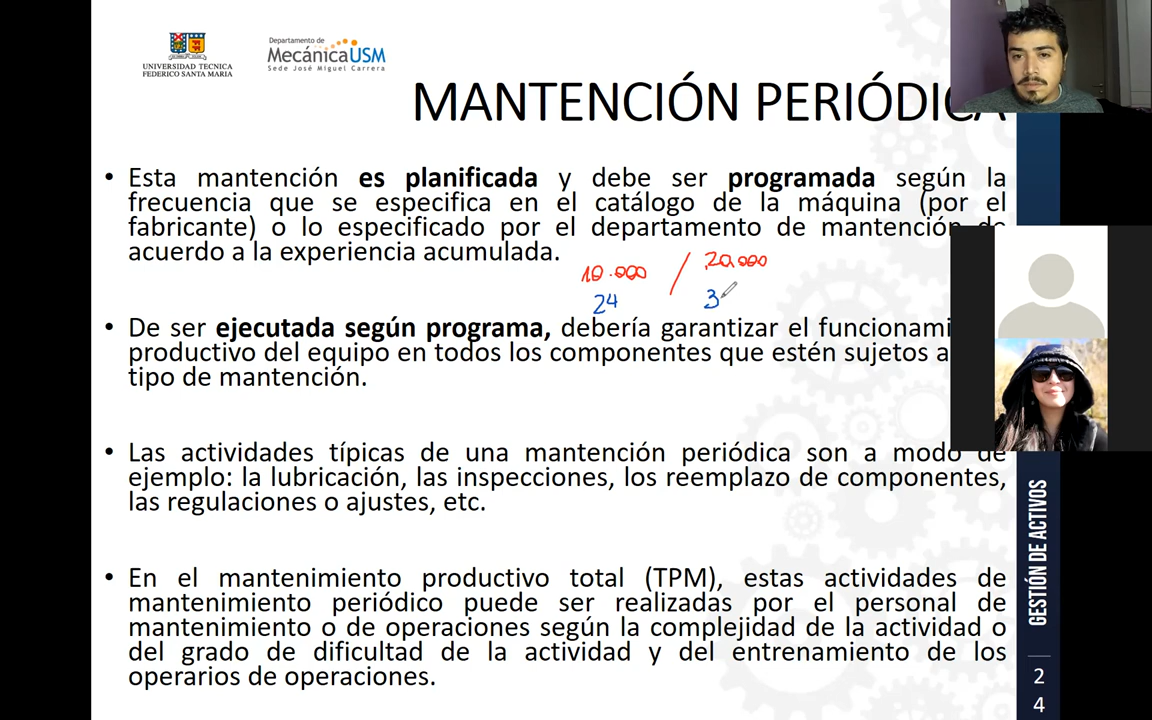 UNIVERSIDAD TECNICA
FEDERICO SANTA MARIA
Departamento de
MecánicaUSM
Sede José Miguel Carrera
MANTENCIÓN PERIÓDICA
• Esta mantención es planificada y debe ser programada según la
frecuencia que se especifica en el catálogo de la máquina (por el
fabricante) o lo especificado por el departamento de mantención de
acuerdo a la experiencia acumulada.
10.000 / 20.000
24 3
• De ser ejecutada según programa, debería garantizar el funcionami
productivo del equipo en todos los componentes que estén sujetos a
tipo de mantención.
• Las actividades típicas de una mantención periódica son a modo de
ejemplo: la lubricación, las inspecciones, los reemplazo de componentes,
las regulaciones o ajustes, etc.
• En el mantenimiento productivo total (TPM), estas actividades de
mantenimiento periódico puede ser realizadas por el personal de
mantenimiento o de operaciones según la complejidad de la actividad o
del grado de dificultad de la actividad y del entrenamiento de los
operarios de operaciones.
GESTIÓN DE ACTIVOS
2
4